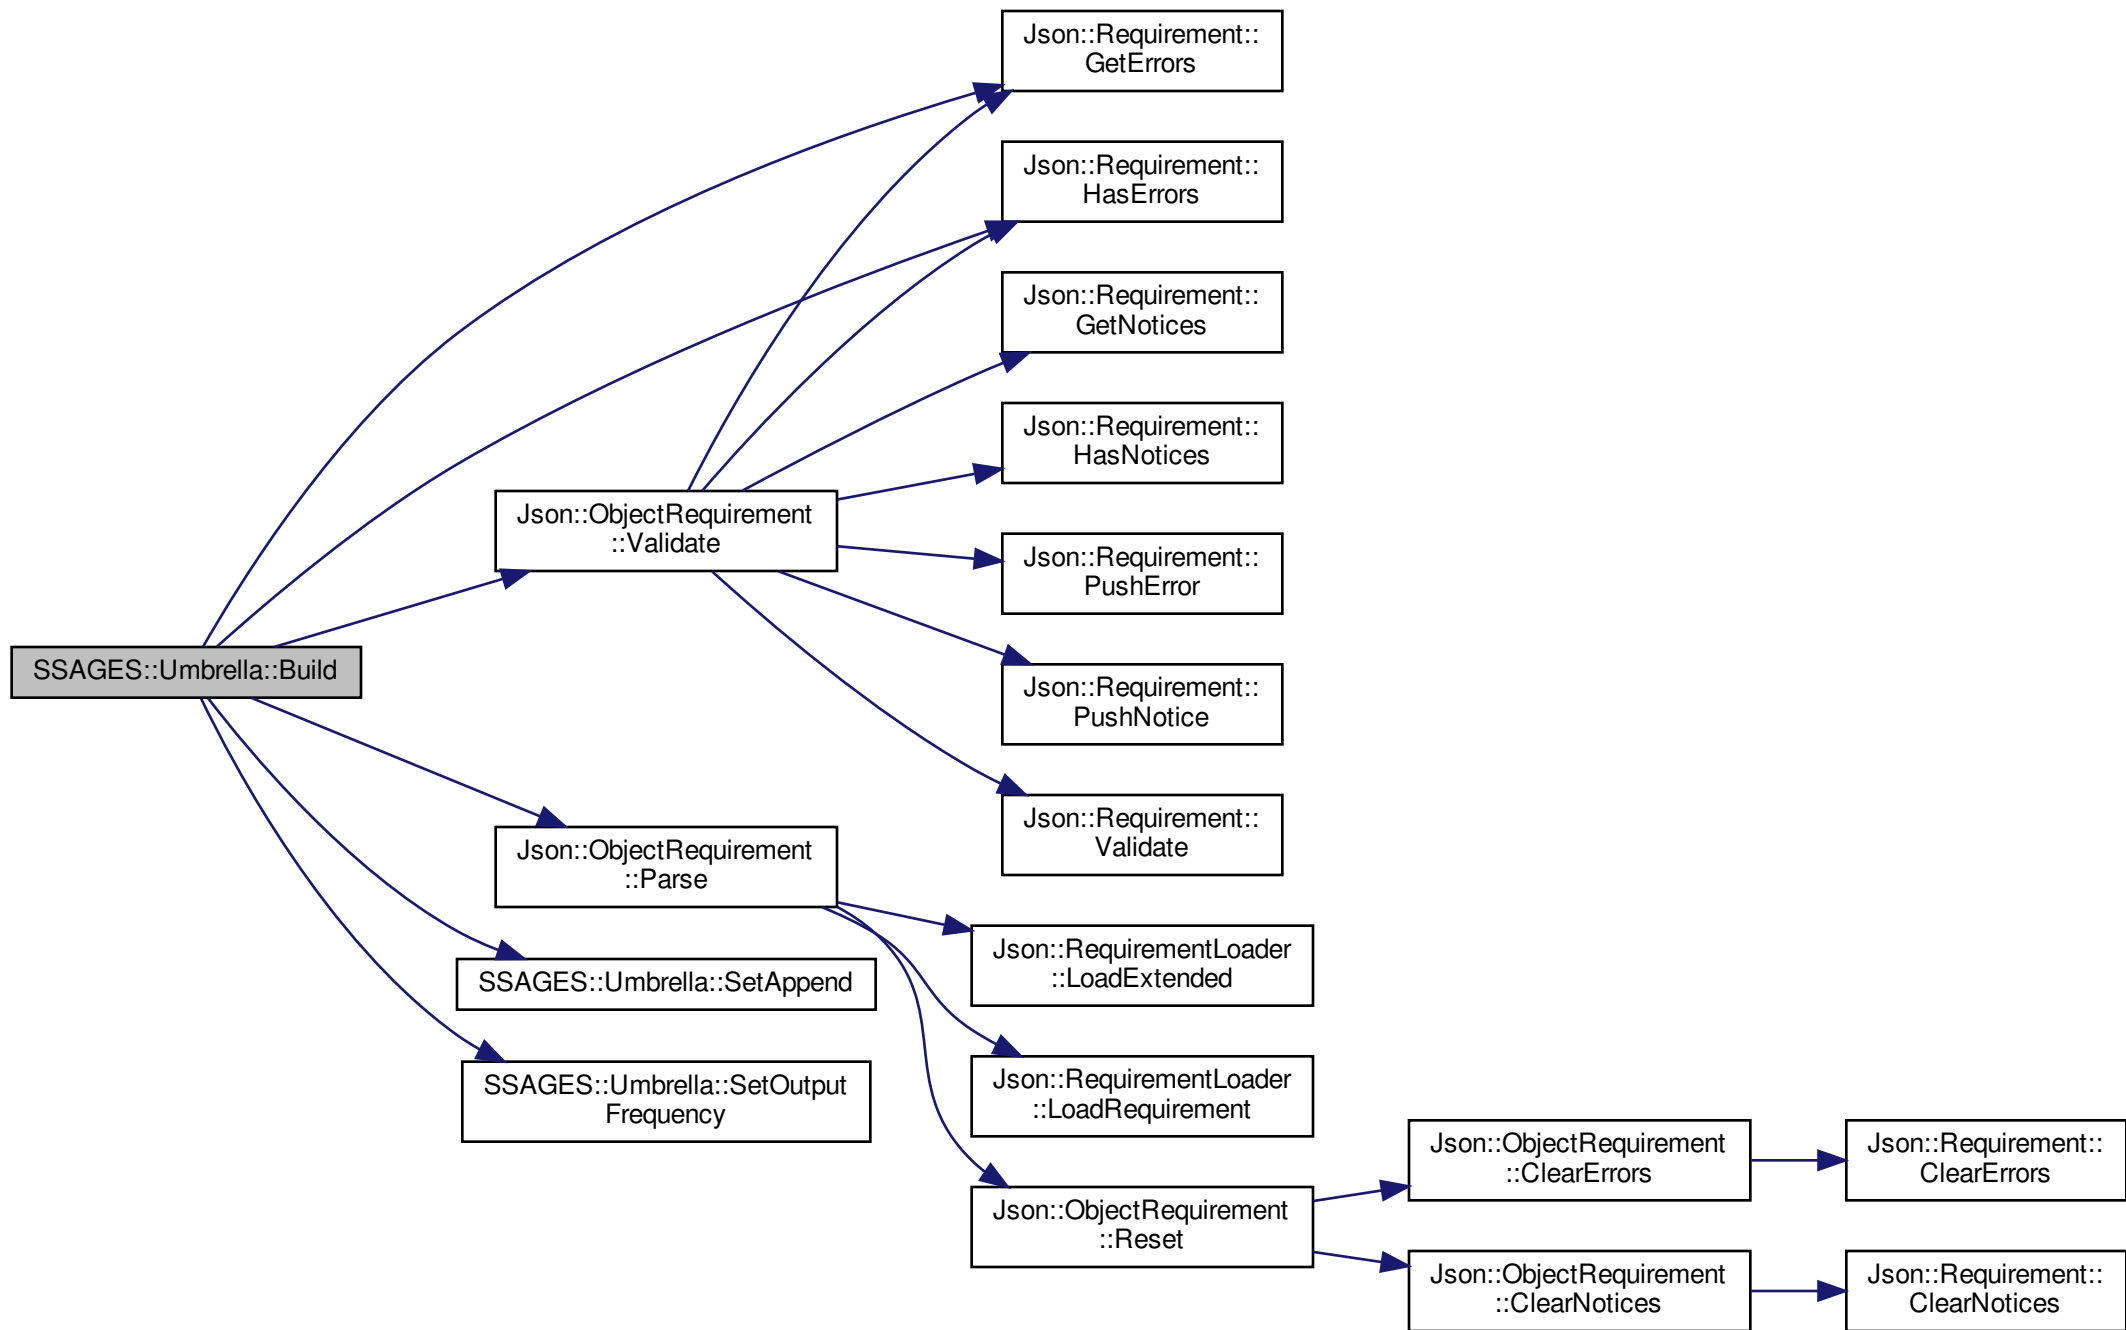 Json::Requirement::
GetErrors
Json::Requirement::
HasErrors
Json::Requirement::
GetNotices
Json::Requirement::
HasNotices
Json::ObjectRequirement
::Validate
Json::Requirement::
PushError
SSAGES::Umbrella::Build
Json::Requirement::
PushNotice
Json::Requirement::
Validate
Json::ObjectRequirement
::Parse
Json::RequirementLoader
::LoadExtended
SSAGES::Umbrella::SetAppend
Json::RequirementLoader
::LoadRequirement
SSAGES::Umbrella::SetOutput
Frequency
Json::ObjectRequirement
::Reset
Json::ObjectRequirement
::ClearErrors
Json::Requirement::
ClearErrors
Json::ObjectRequirement
::ClearNotices
Json::Requirement::
ClearNotices